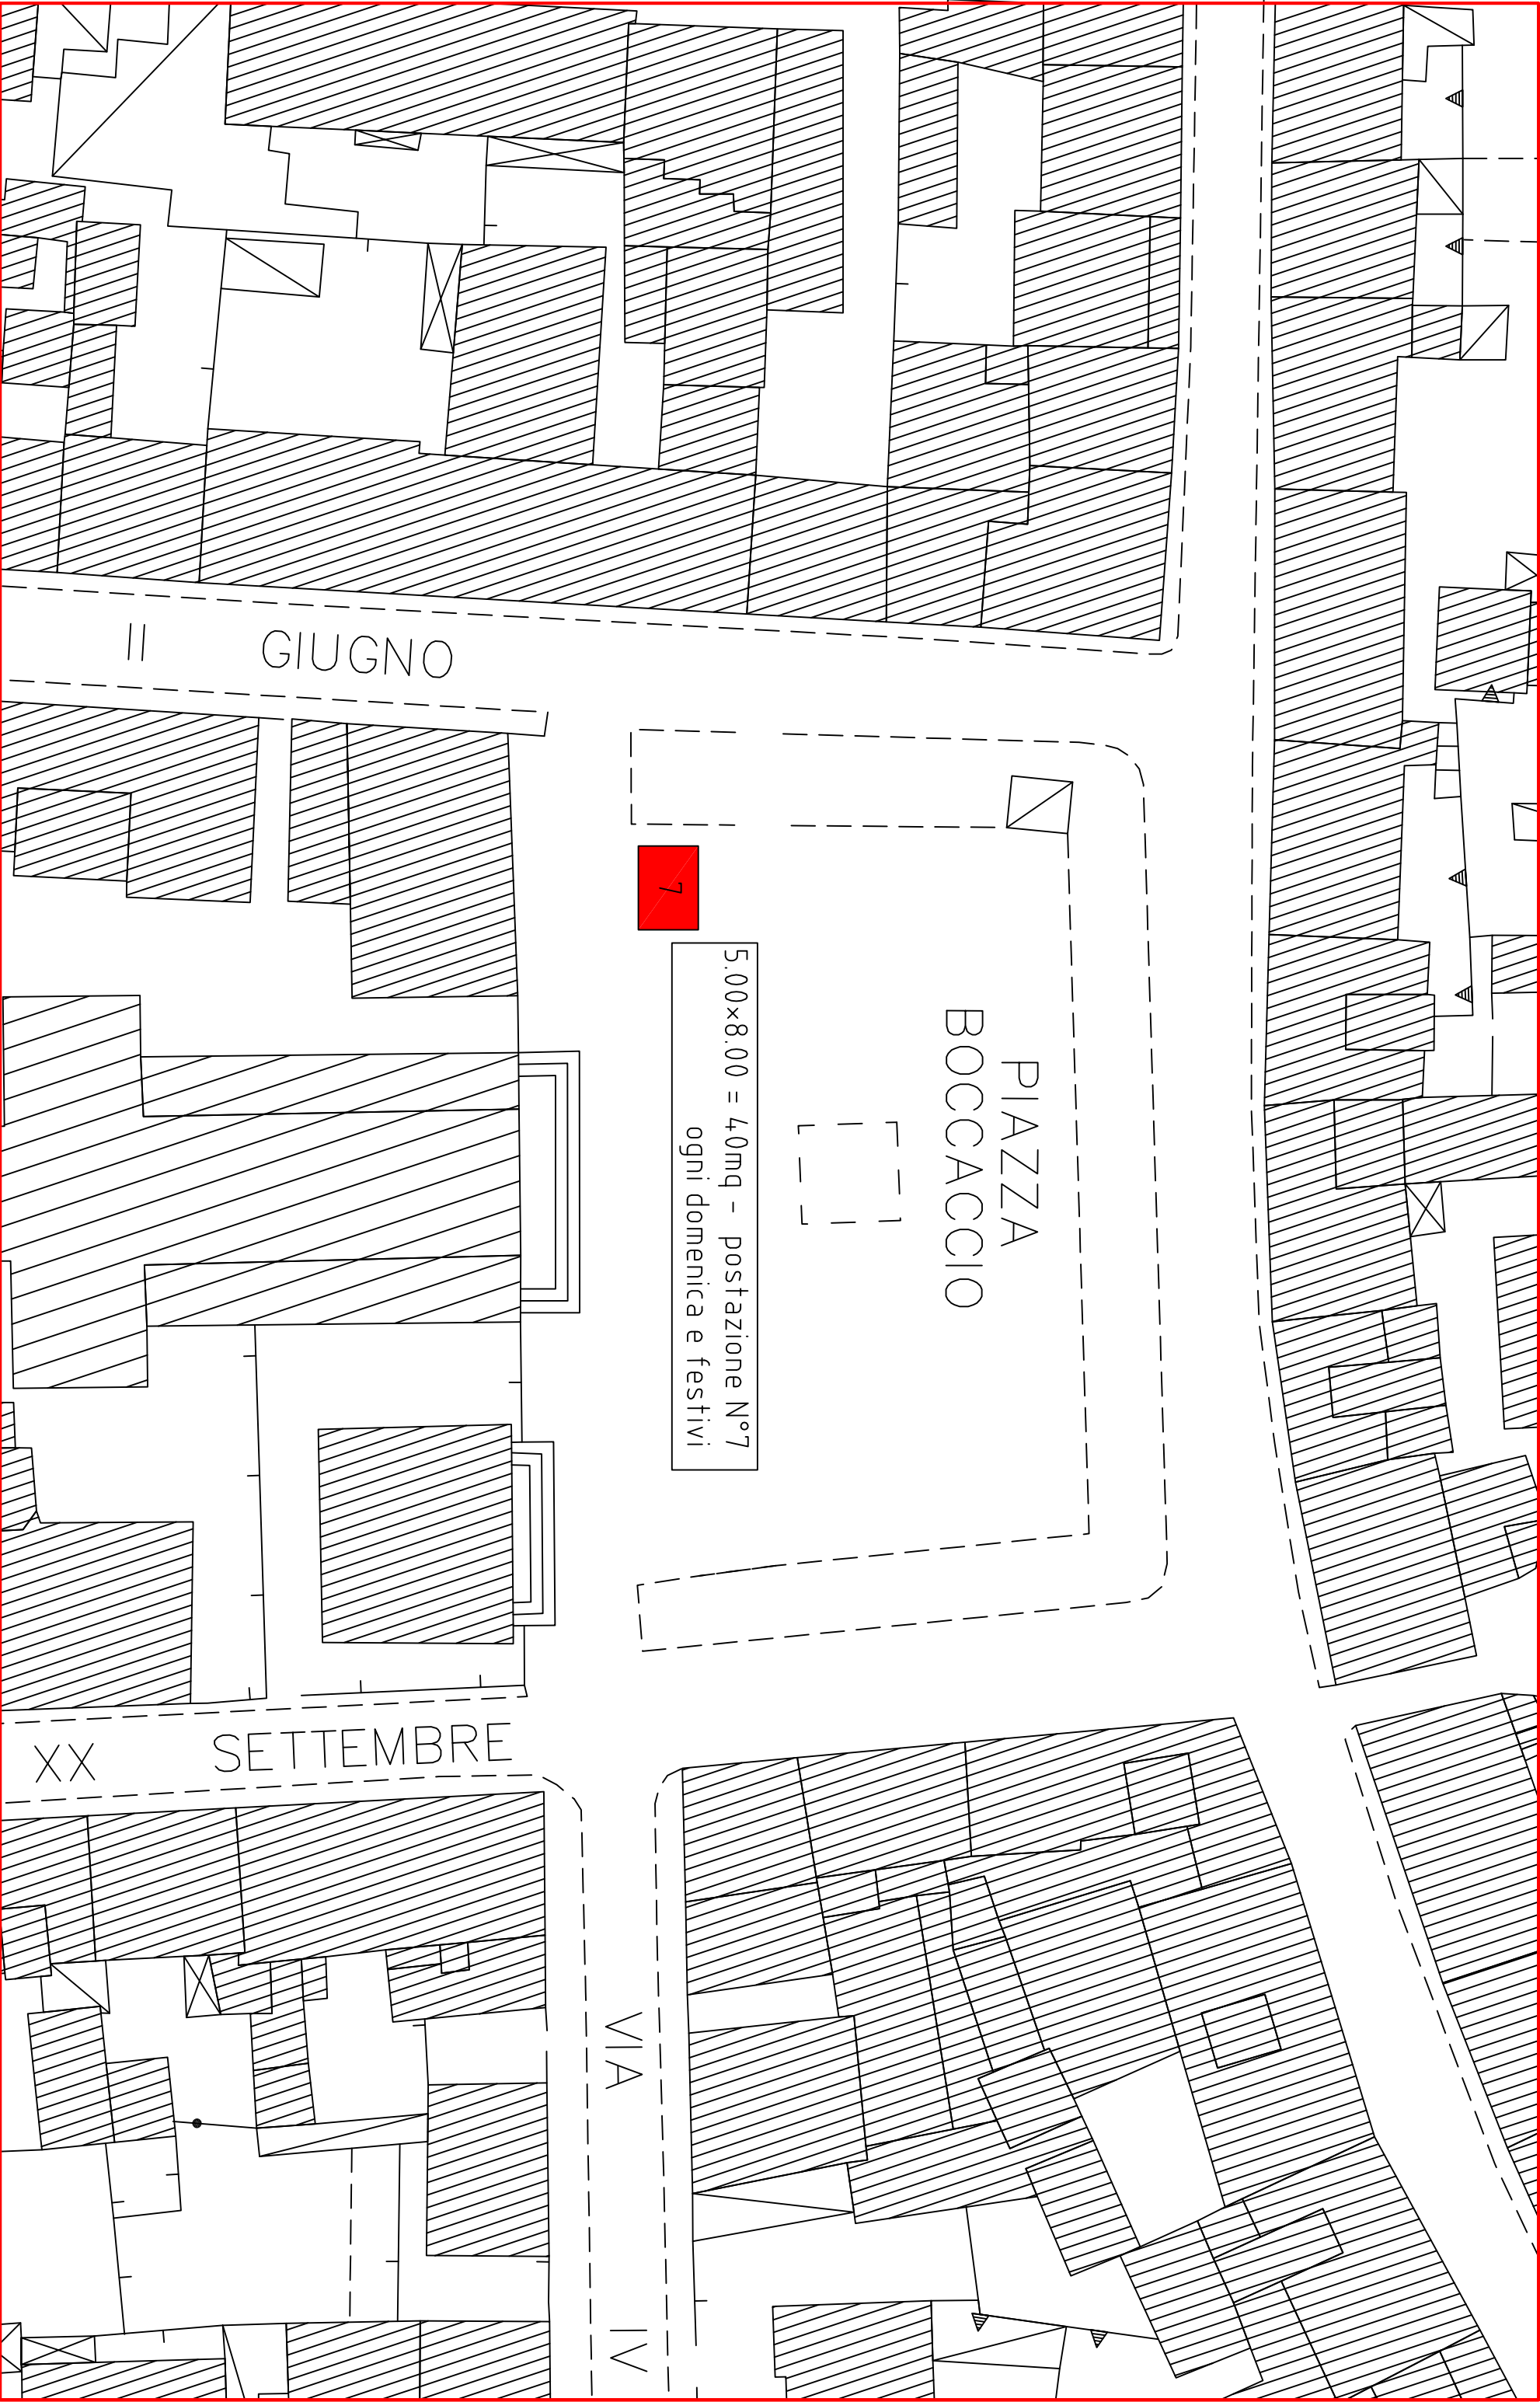 II GIUGNO
7
5.00×8.00 = 40mq - postazione N°7
ogni domenica e festivi
PIAZZA
BOCCACCIO
XX SETTEMBRE
VIA IV